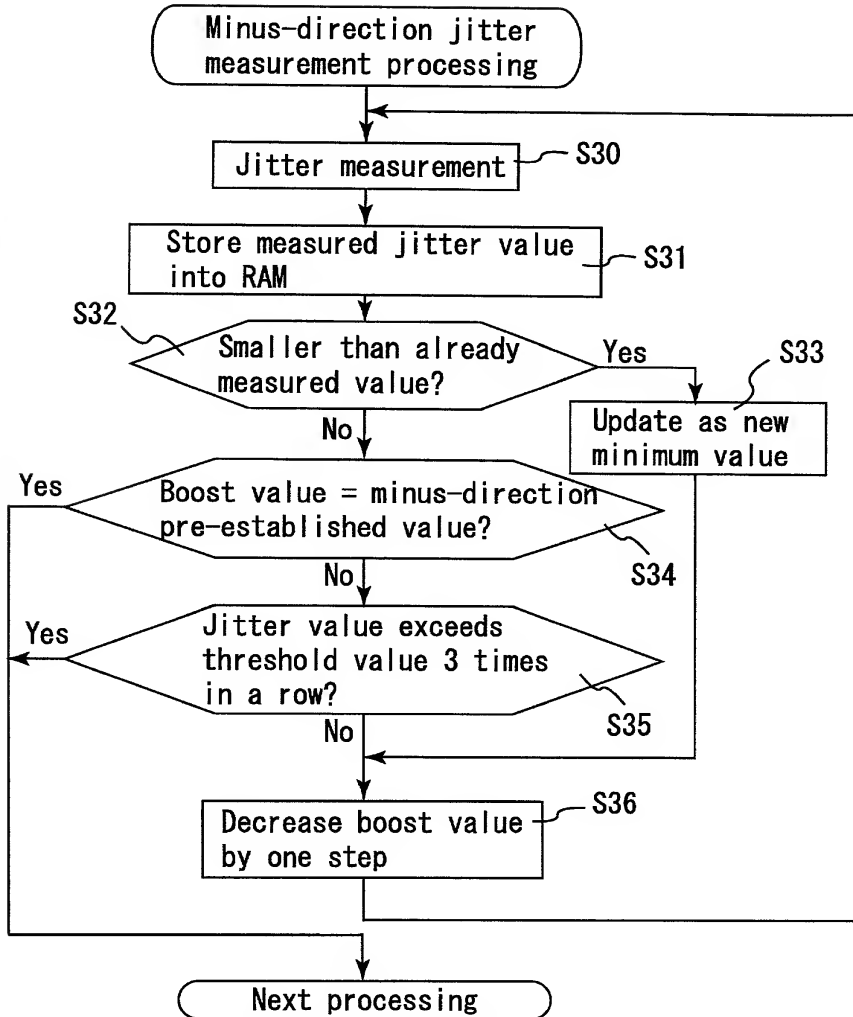 Minus-direction jitter
measurement processing
Jitter measurement
S30
Store measured jitter value
into RAM
S31
S32
Smaller than already
measured value?
Yes
S33
Update as new
minimum value
No
Yes
Boost value = minus-direction
pre-established value?
S34
No
Yes
Jitter value exceeds
threshold value 3 times
in a row?
S35
No
Decrease boost value
by one step
S36
Next processing